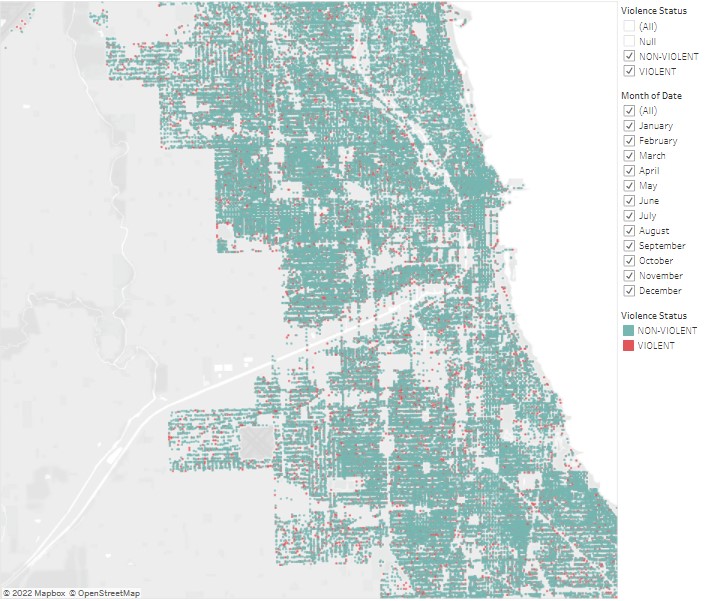 Violence Status
(All)
Null
NON-VIOLENT
VIOLENT
Month of Date
(All)
January
February
March
April
May
June
July
August
September
October
November
December
Violence Status
NON-VIOLENT
VIOLENT
© 2022 Mapbox © OpenStreetMap